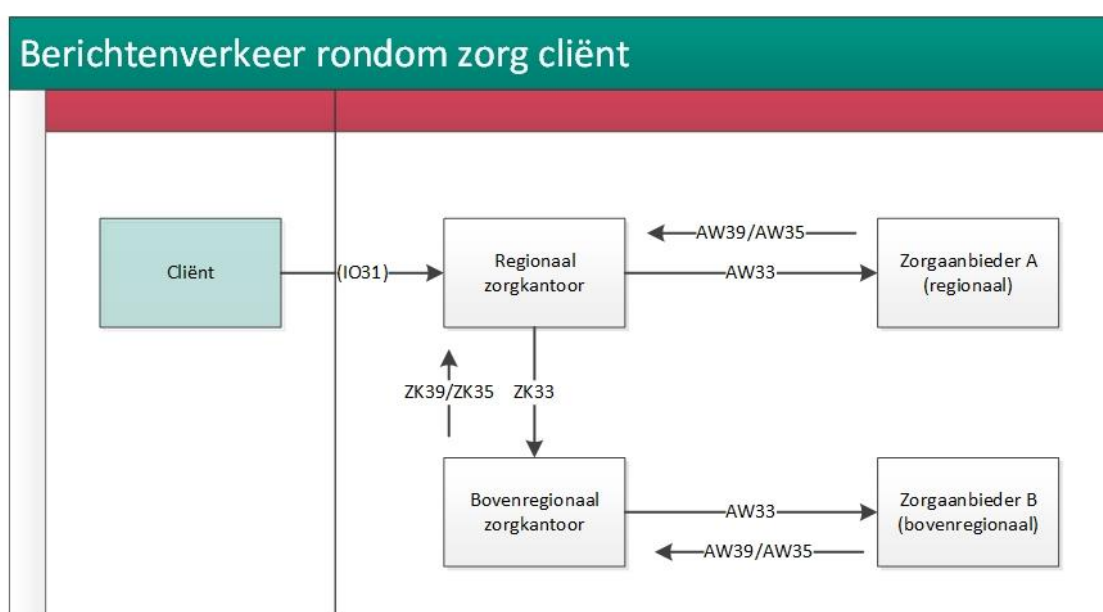 Berichtenverkeer rondom zorg cliënt
AW39/AW35
Cliënt
(IO31)
Regionaal
zorgkantoor
AW33
Zorgaanbieder A
(regionaal)
ZK39/ZK35
ZK33
Bovenregionaal
zorgkantoor
AW33
Zorgaanbieder B
(bovenregionaal)
AW39/AW35